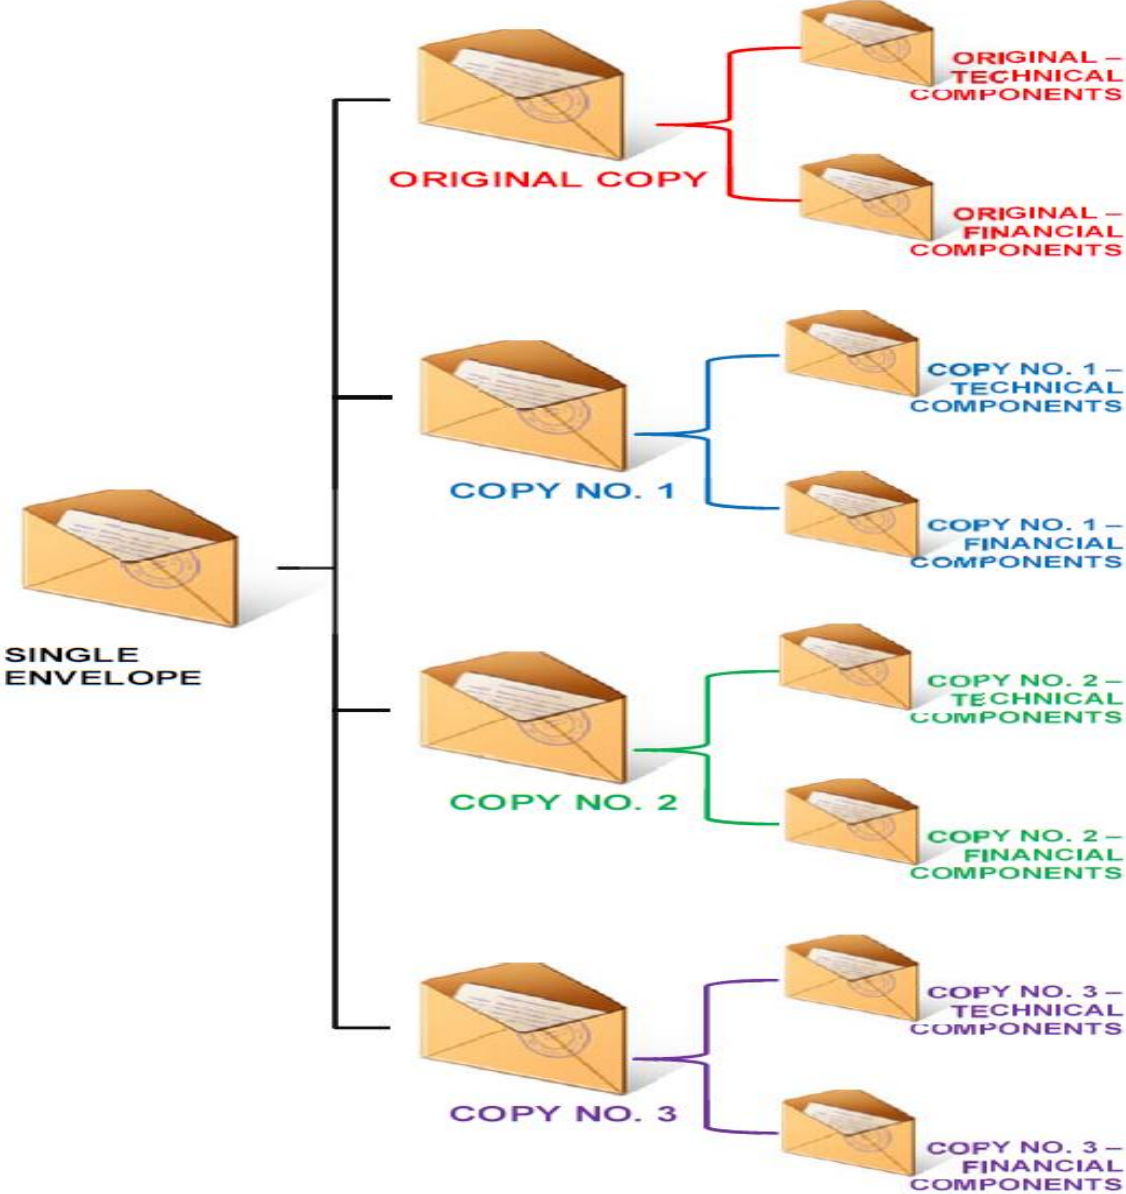 ORIGINAL –
TECHNICAL
COMPONENTS
ORIGINAL COPY
ORIGINAL –
FINANCIAL
COMPONENTS
COPY NO. 1 –
TECHNICAL
COMPONENTS
COPY NO. 1
COPY NO. 1 –
FINANCIAL
COMPONENTS
SINGLE
ENVELOPE
COPY NO. 2 –
TECHNICAL
COMPONENTS
COPY NO. 2
COPY NO. 2 –
FINANCIAL
COMPONENTS
COPY NO. 3 –
TECHNICAL
COMPONENTS
COPY NO. 3
COPY NO. 3 –
FINANCIAL
COMPONENTS